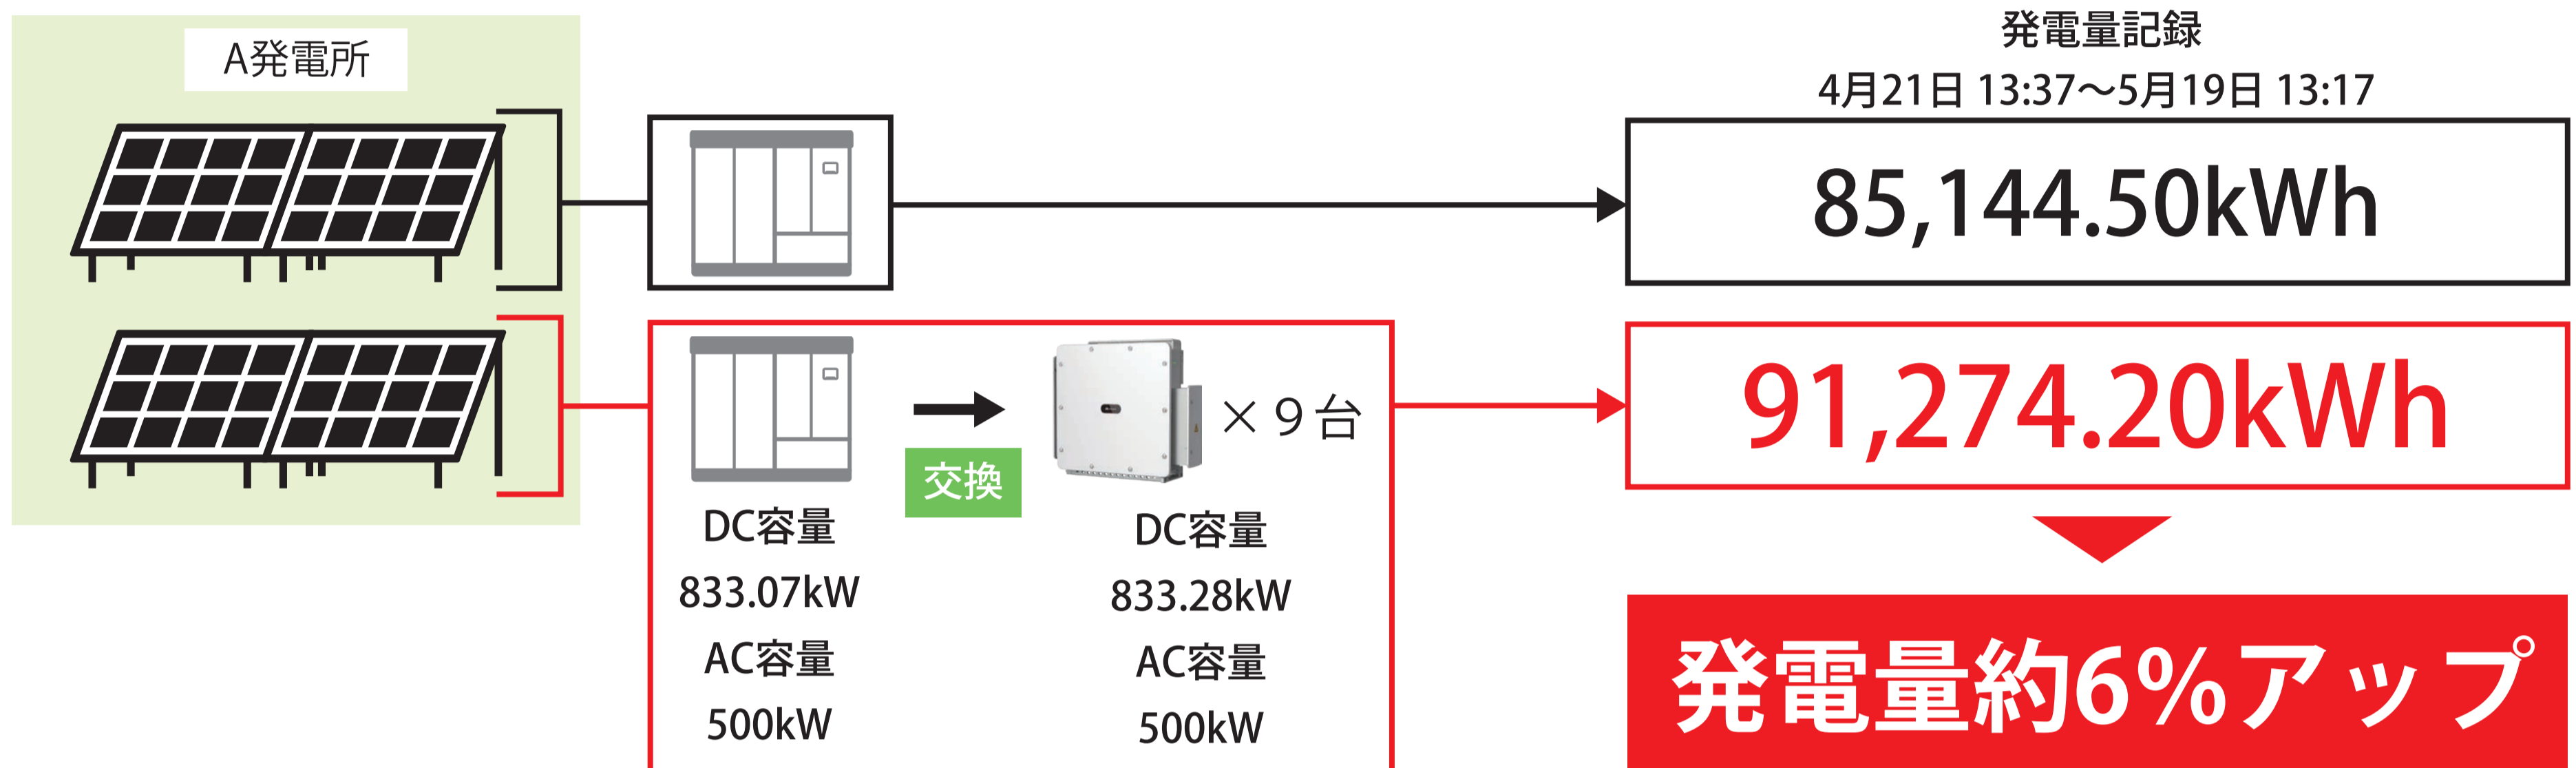 A発電所
発電量記録
4月21日 13:37～5月19日 13:17
85,144.50kWh
交換
×９台
91,274.20kWh
DC容量
833.07kW
AC容量
500kW
DC容量
833.28kW
AC容量
500kW
発電量約6%アップ